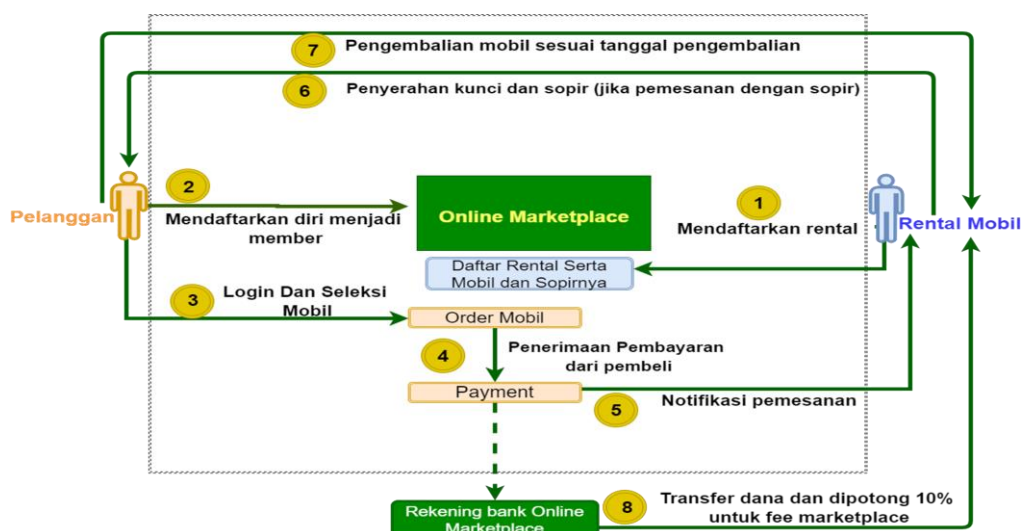 7 Pengembalian mobil sesuai tanggal pengembalian
6 Penyerahan kunci dan sopir (jika pemesanan dengan sopir)
2
Mendaftarkan diri menjadi
member
Pelanggan
Online Marketplace
1
Mendaftarkan rental
Rental Mobil
Daftar Rental Serta
Mobil dan Sopirnya
3
Login Dan Seleksi
Mobil
Order Mobil
4
Penerimaan Pembayaran
dari pembeli
Payment
5
Notifikasi pemesanan
Rekening bank Online
Marketplace
8
Transfer dana dan dipotong 10%
untuk fee marketplace